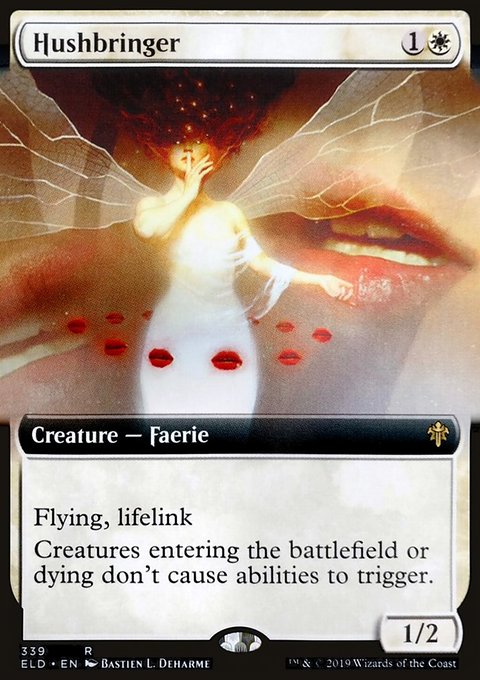 Hushbringer 1
Creature — Faerie
Flying, lifelink
Creatures entering the battlefield or
dying don't cause abilities to trigger.
1/2
339 R
ELD • EN Bastien L. Deharme
™ & © 2019 Wizards of the Coast